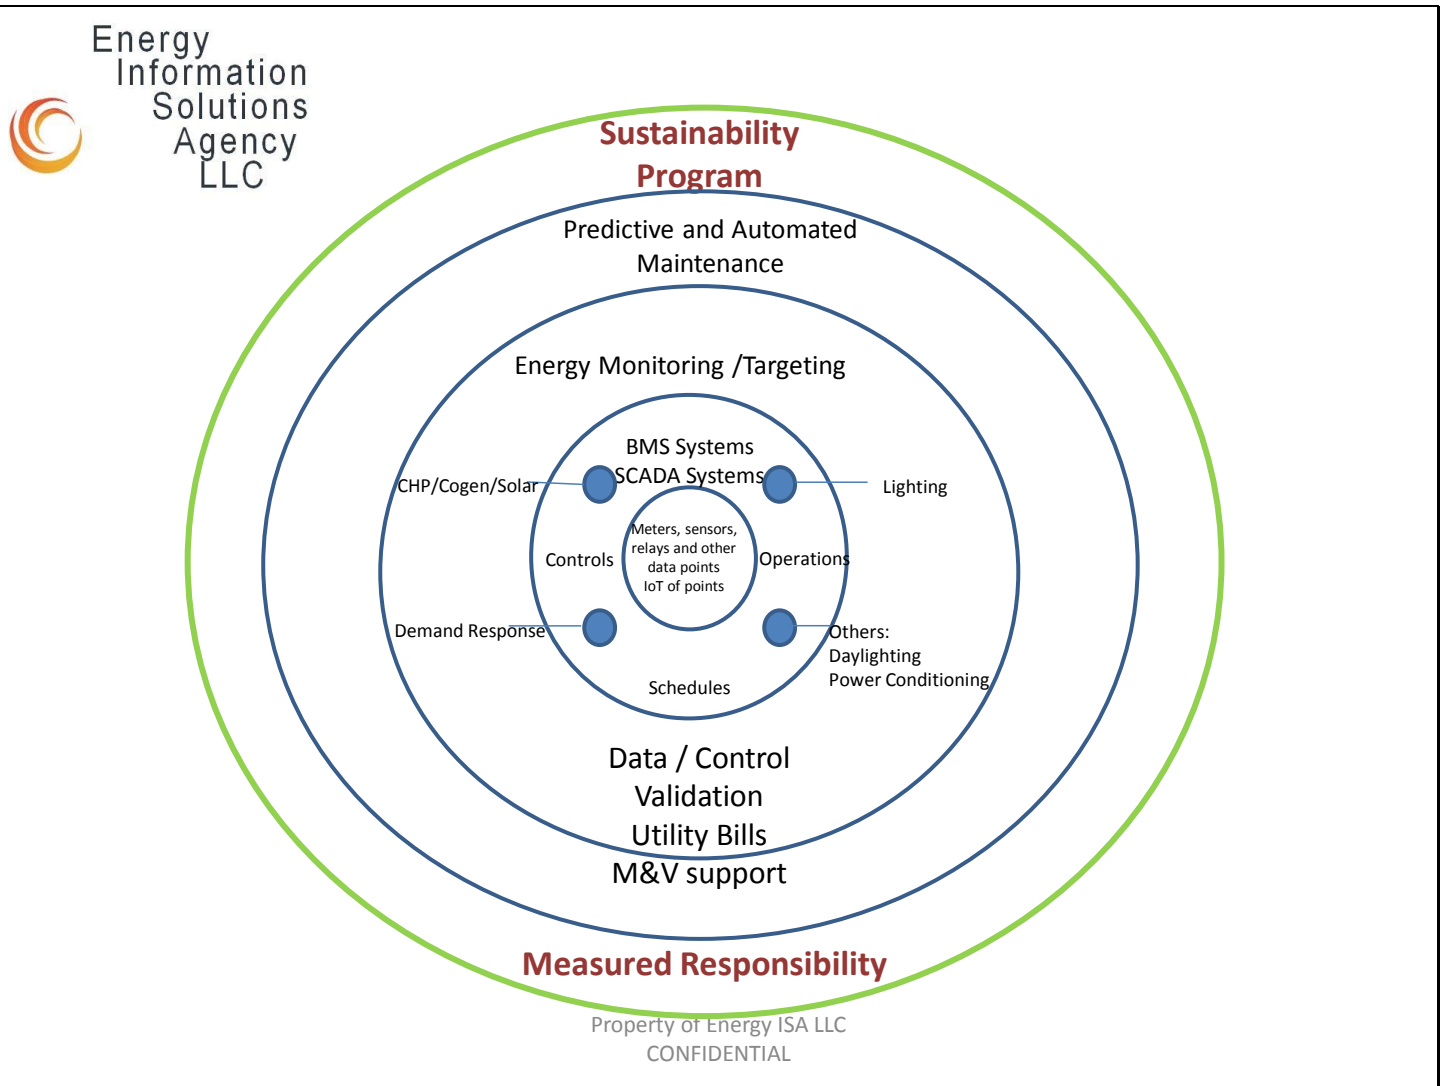 Energy
Information
Solutions
Agency
LLC
Sustainability
Program
Predictive and Automated
Maintenance
Energy Monitoring /Targeting
BMS Systems
SCADA Systems
CHP/Cogen/Solar
Lighting
Meters, sensors,
relays and other
data points
IoT of points
Controls
Operations
Demand Response
Others:
Daylighting
Power Conditioning
Schedules
Data / Control
Validation
Utility Bills
M&V support
Measured Responsibility
Property of Energy ISA LLC
CONFIDENTIAL